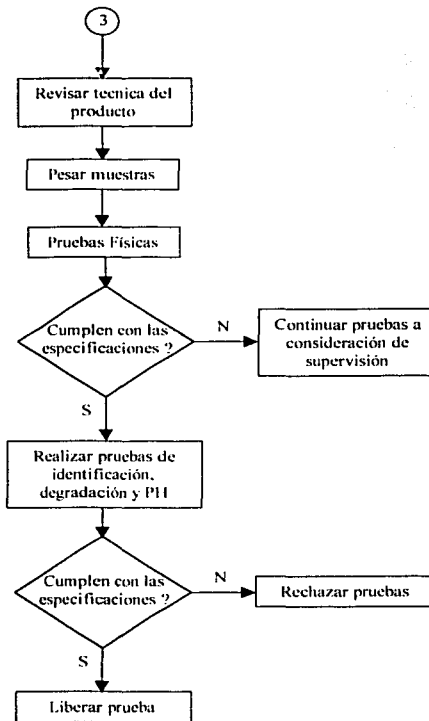 3
Revisar tecnica del
producto
Pesar muestras
Pruebas Físicas
Cumplen con las
especificaciones ?
N
Continuar pruebas a
consideración de
supervisión
S
Realizar pruebas de
identificación,
degradación y PH
Cumplen con las
especificaciones ?
N
Rechazar pruebas
S
Liberar prueba